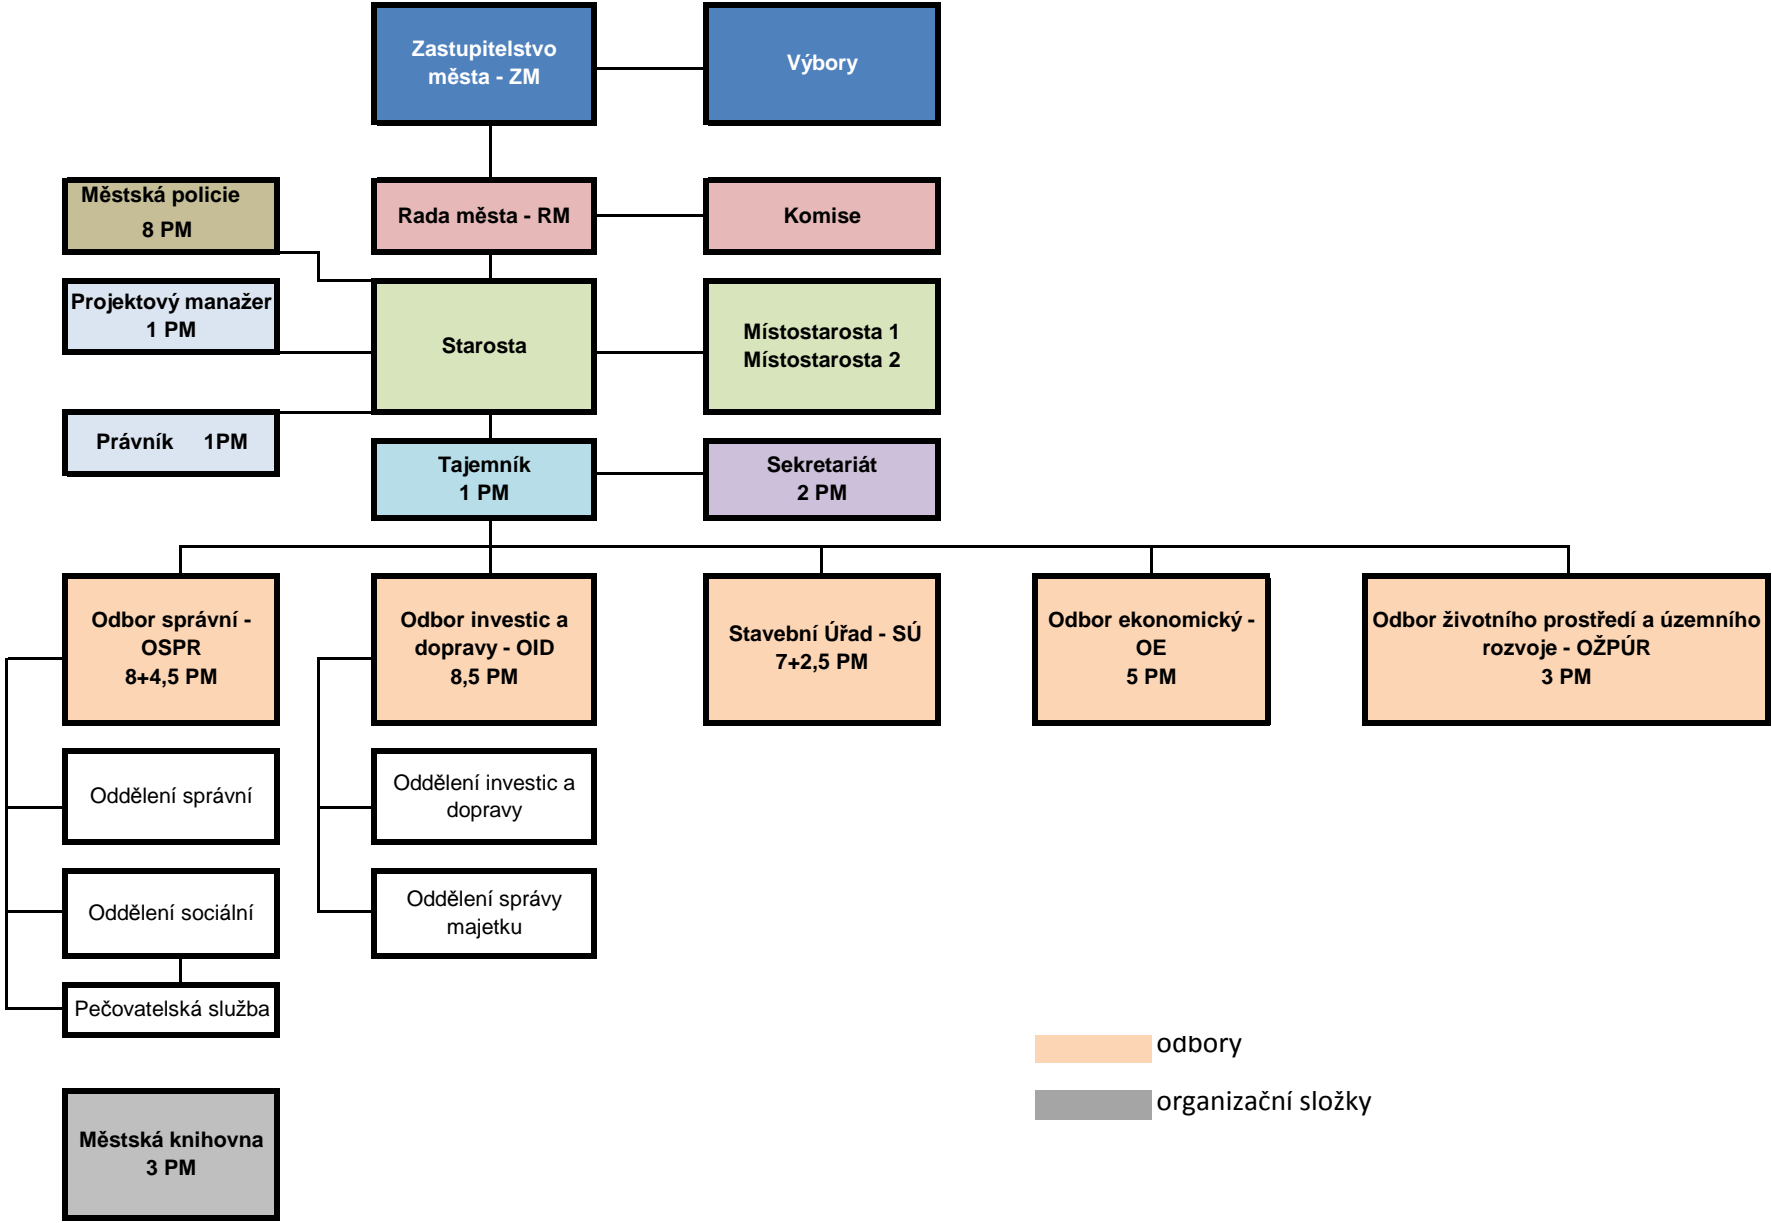 Zastupitelstvo
města - ZM
Výbory
Městská policie
8 PM
Rada města - RM
Komise
Projektový manažer
1 PM
Starosta
Místostarosta 1
Místostarosta 2
Právník 1PM
Tajemník
1 PM
Sekretariát
2 PM
Odbor správní -
OSPR
8+4,5 PM
Odbor investic a
dopravy - OID
8,5 PM
Stavební Úřad - SÚ
7+2,5 PM
Odbor ekonomický -
OE
5 PM
Odbor životního prostředí a územního
rozvoje - OŽPÚR
3 PM
Oddělení správní
Oddělení investic a
dopravy
Oddělení sociální
Oddělení správy
majetku
Pečovatelská služba
odbory
organizační složky
Městská knihovna
3 PM